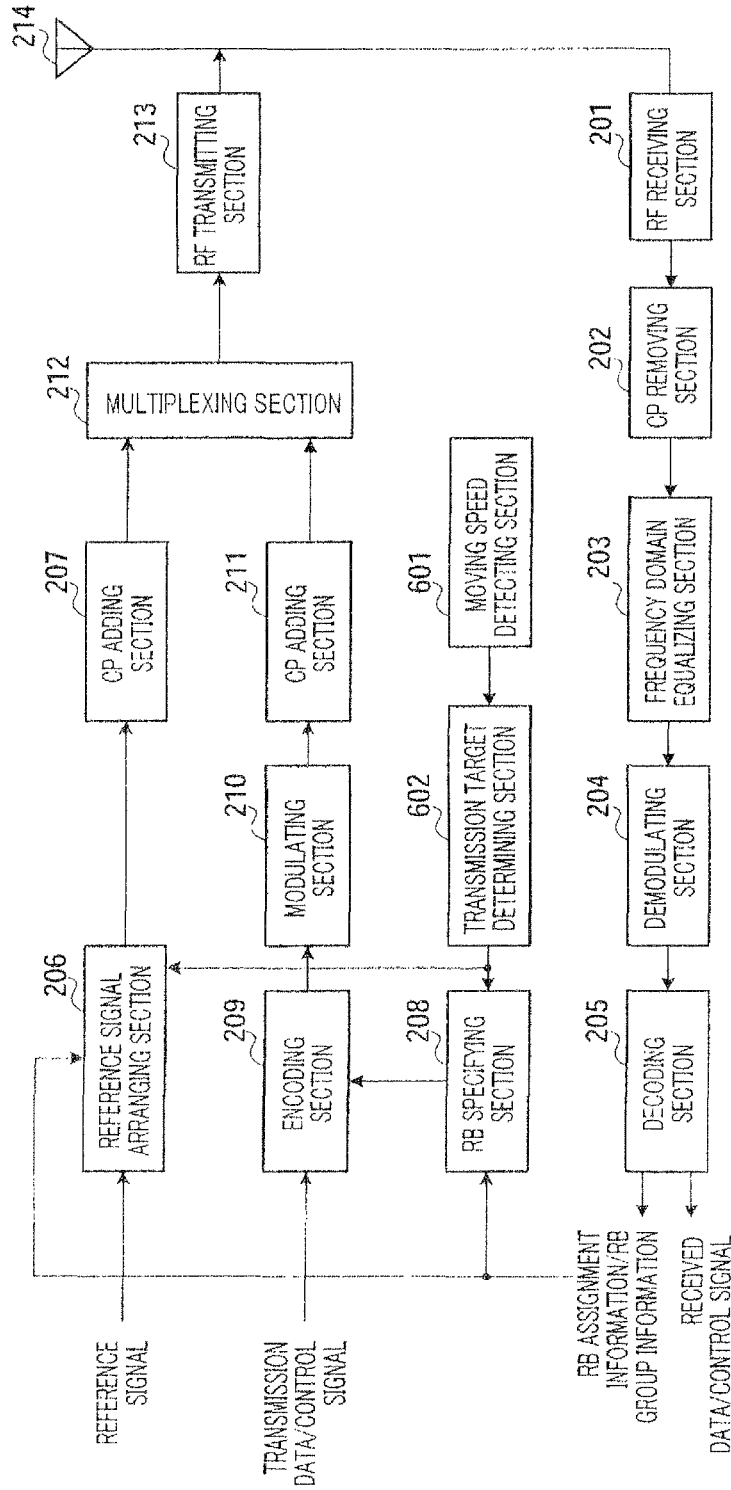 REFERENCE
SIGNAL
206
REFERENCE SIGNAL
ARRANGING SECTION
207
CP ADDING
SECTION
212
MULTIPLEXING SECTION
213
RF TRANSMITTING
SECTION
214
TRANSMISSION
DATA/CONTROL
SIGNAL
209
ENCODING
SECTION
210
MODULATING
SECTION
211
CP ADDING
SECTION
208
RB SPECIFYING
SECTION
602
TRANSMISSION TARGET
DETERMINING SECTION
601
MOVING SPEED
DETECTING SECTION
RB ASSIGNMENT
INFORMATION/RB
GROUP INFORMATION
RECEIVED
DATA/CONTROL SIGNAL
205
DECODING
SECTION
204
DEMODULATING
SECTION
203
FREQUENCY DOMAIN
EQUALIZING SECTION
202
CP REMOVING
SECTION
201
RF RECEIVING
SECTION